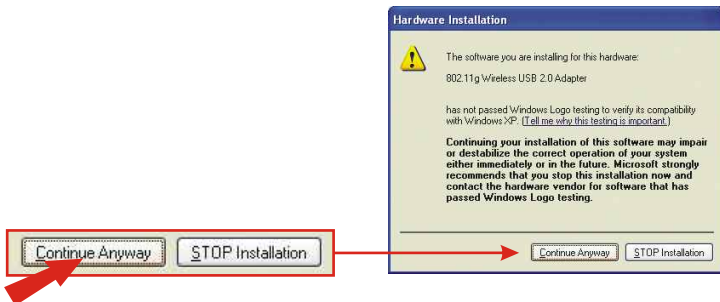 Hardware Installation
The software you are installing for this hardware:
802.11g Wireless USB 2.0 Adapter
has not passed Windows Logo testing to verify its compatibility
with Windows XP. (Tell me why this testing is important.)
Continuing your installation of this software may impair
or destabilize the correct operation of your system
either immediately or in the future. Microsoft strongly
recommends that you stop this installation now and
contact the hardware vendor for software that has
passed Windows Logo testing.
Continue Anyway STOP Installation
Continue Anyway STOP Installation